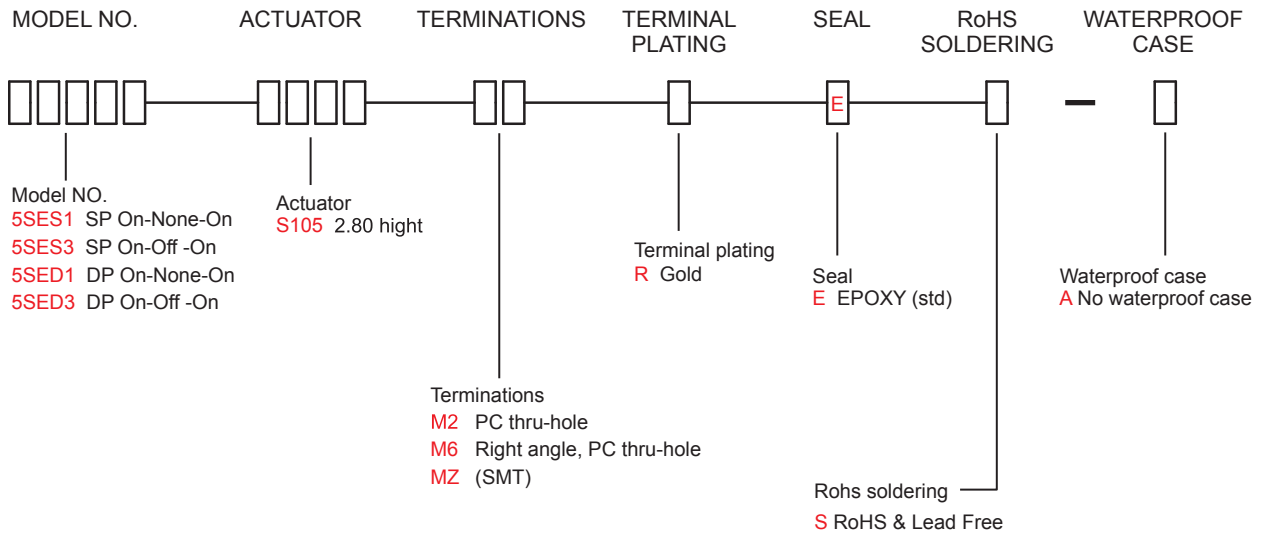 MODEL NO.
ACTUATOR
TERMINATIONS
TERMINAL
PLATING
SEAL
RoHS
SOLDERING
WATERPROOF
CASE
E
Model NO.
5SES1 SP On-None-On
5SES3 SP On-Off -On
5SED1 DP On-None-On
5SED3 DP On-Off -On
Actuator
S105 2.80 hight
Terminations
M2 PC thru-hole
M6 Right angle, PC thru-hole
MZ (SMT)
Terminal plating
R Gold
Seal
E EPOXY (std)
Rohs soldering
S RoHS & Lead Free
Waterproof case
A No waterproof case